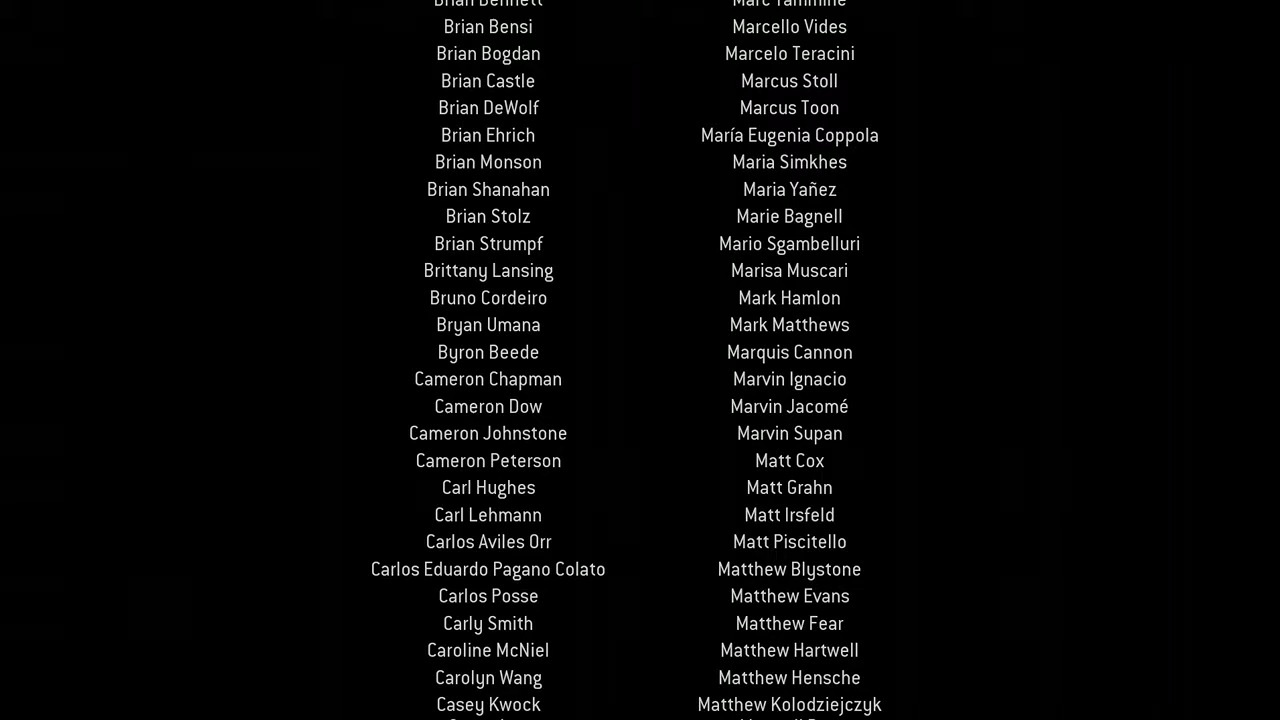 Brian Bennett
Brian Bensi
Brian Bogdan
Brian Castle
Brian DeWolf
Brian Ehrich
Brian Monson
Brian Shanahan
Brian Stolz
Brian Strumpf
Brittany Lansing
Bruno Cordeiro
Bryan Umana
Byron Beede
Cameron Chapman
Cameron Dow
Cameron Johnstone
Cameron Peterson
Carl Hughes
Carl Lehmann
Carlos Aviles Orr
Carlos Eduardo Pagano Colato
Carlos Posse
Carly Smith
Caroline McNiel
Carolyn Wang
Casey Kwock
Marc Tammine
Marcello Vides
Marcelo Teracini
Marcus Stoll
Marcus Toon
María Eugenia Coppola
Maria Simkhes
Maria Yañez
Marie Bagnell
Mario Sgambelluri
Marisa Muscari
Mark Hamlon
Mark Matthews
Marquis Cannon
Marvin Ignacio
Marvin Jacomé
Marvin Supan
Matt Cox
Matt Grahn
Matt Irsfeld
Matt Piscitello
Matthew Blystone
Matthew Evans
Matthew Fear
Matthew Hartwell
Matthew Hensche
Matthew Kolodziejczyk